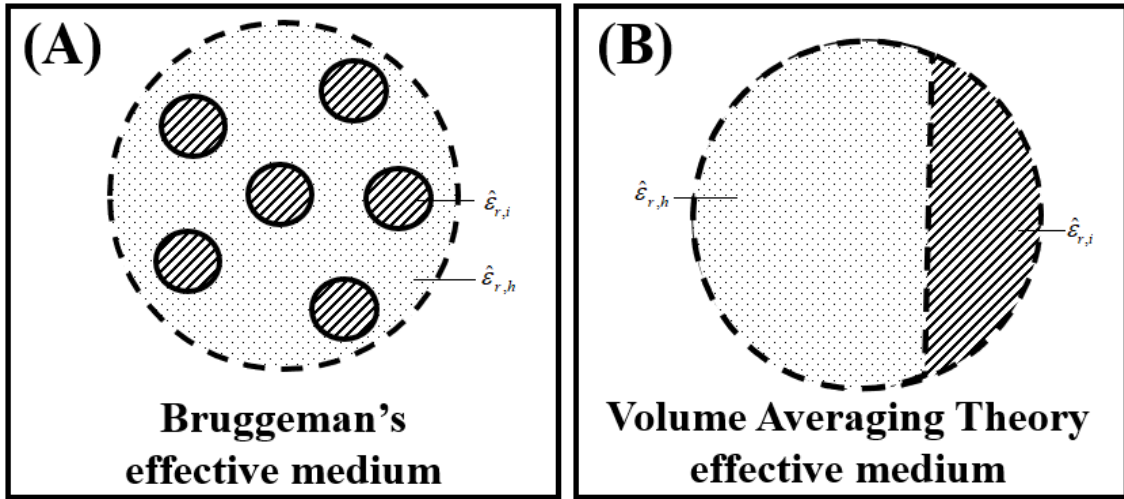 (A)
ε̂r,i
ε̂r,h
Bruggeman’s
effective medium
(B)
ε̂r,h
ε̂r,i
Volume Averaging Theory
effective medium